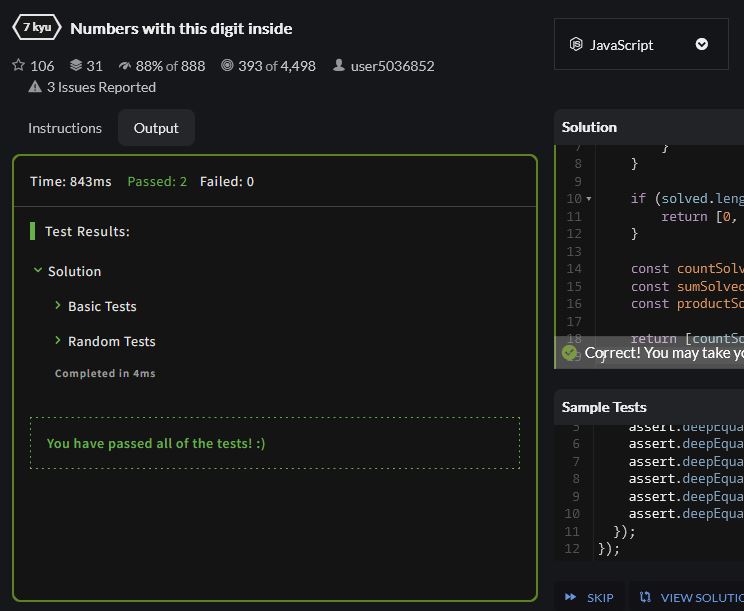 7 kyu Numbers with this digit inside
106 31 88% of 888 393 of 4,498 user5036852
3 Issues Reported
JavaScript
Instructions Output
Time: 843ms Passed: 2 Failed: 0
Test Results:
Solution
Basic Tests
Random Tests
Completed in 4ms
You have passed all of the tests! :)
Solution
7 }
8 }
9
10 if (solved.leng
11 return [0,
12 }
13
14 const countSolv
15 const sumSolved
16 const productSo
17
18 return [countSo
19 }
Correct! You may take yo
Sample Tests
5 assert.deepEqua
6 assert.deepEqua
7 assert.deepEqua
8 assert.deepEqua
9 assert.deepEqua
10 assert.deepEqua
11 });
12 });
SKIP VIEW SOLUTIO